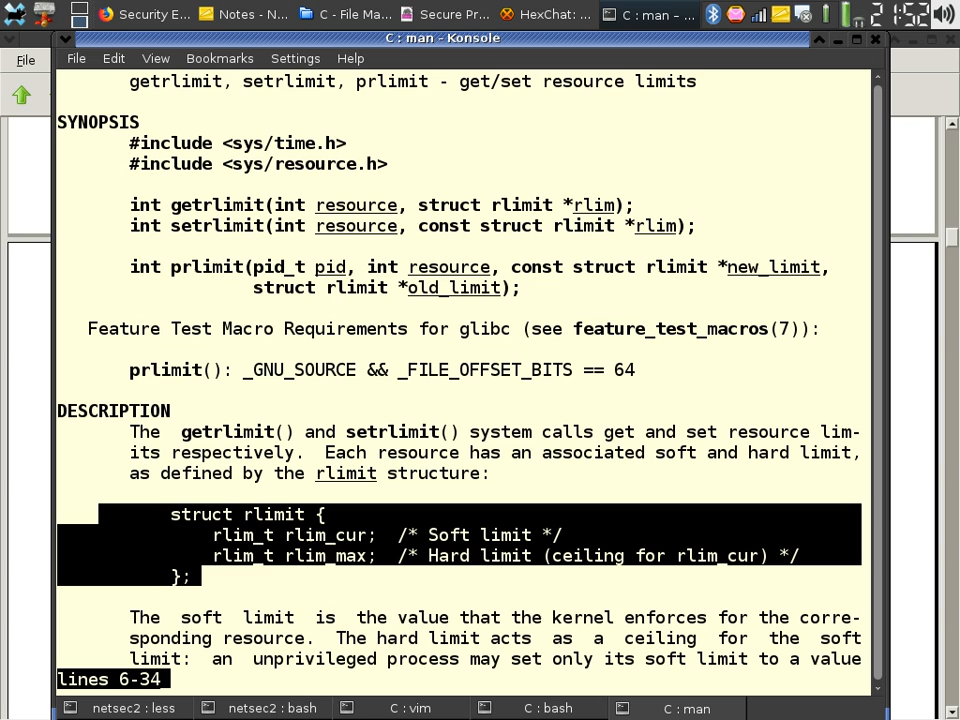 Security E... Notes - N... C - File Ma... Secure Pr... HexChat: ... C : man – ... 2 1:52
C : man - Konsole
File
File Edit View Bookmarks Settings Help
getrlimit, setrlimit, prlimit - get/set resource limits
SYNOPSIS
#include <sys/time.h>
#include <sys/resource.h>
int getrlimit(int resource, struct rlimit *rlim);
int setrlimit(int resource, const struct rlimit *rlim);
int prlimit(pid_t pid, int resource, const struct rlimit *new_limit,
struct rlimit *old_limit);
Feature Test Macro Requirements for glibc (see feature_test_macros(7)):
prlimit(): _GNU_SOURCE && _FILE_OFFSET_BITS == 64
DESCRIPTION
The getrlimit() and setrlimit() system calls get and set resource lim-
its respectively. Each resource has an associated soft and hard limit,
as defined by the rlimit structure:
struct rlimit {
rlim_t rlim_cur; /* Soft limit */
rlim_t rlim_max; /* Hard limit (ceiling for rlim_cur) */
};
The soft limit is the value that the kernel enforces for the corre-
sponding resource. The hard limit acts as a ceiling for the soft
limit: an unprivileged process may set only its soft limit to a value
lines 6-34
netsec2 : less netsec2 : bash C : vim C : bash C : man